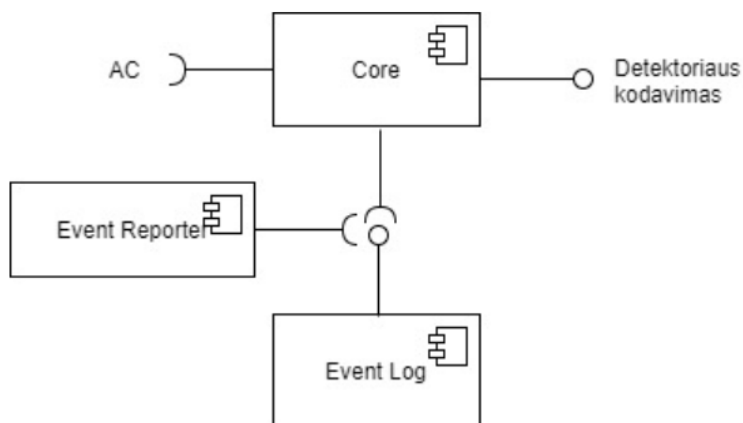 AC
Core
Detektoriaus
kodavimas
Event Reporter
Event Log